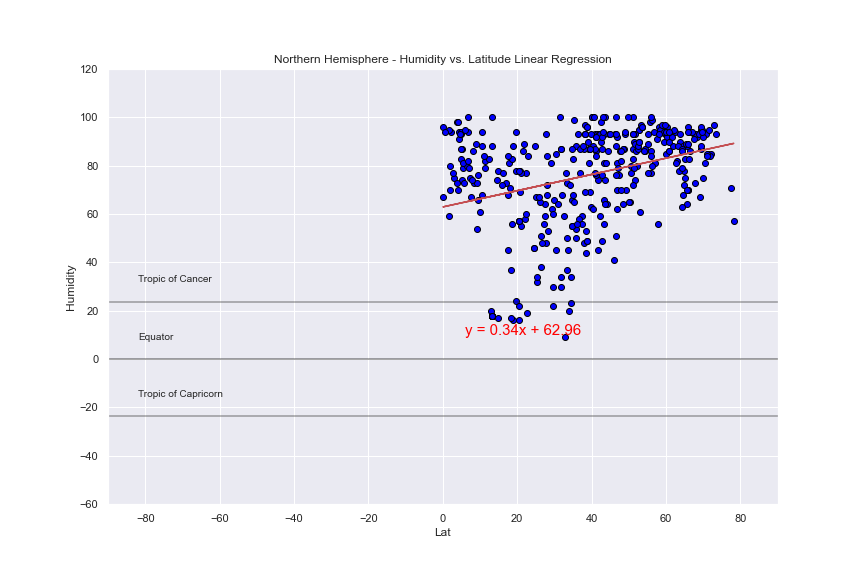 Northern Hemisphere - Humidity vs. Latitude Linear Regression
120
100
80
60
40
20
0
−20
−40
−60
Humidity
Tropic of Cancer
Equator
Tropic of Capricorn
y = 0.34x + 62.96
−80 −60 −40 −20 0 20 40 60 80
Lat